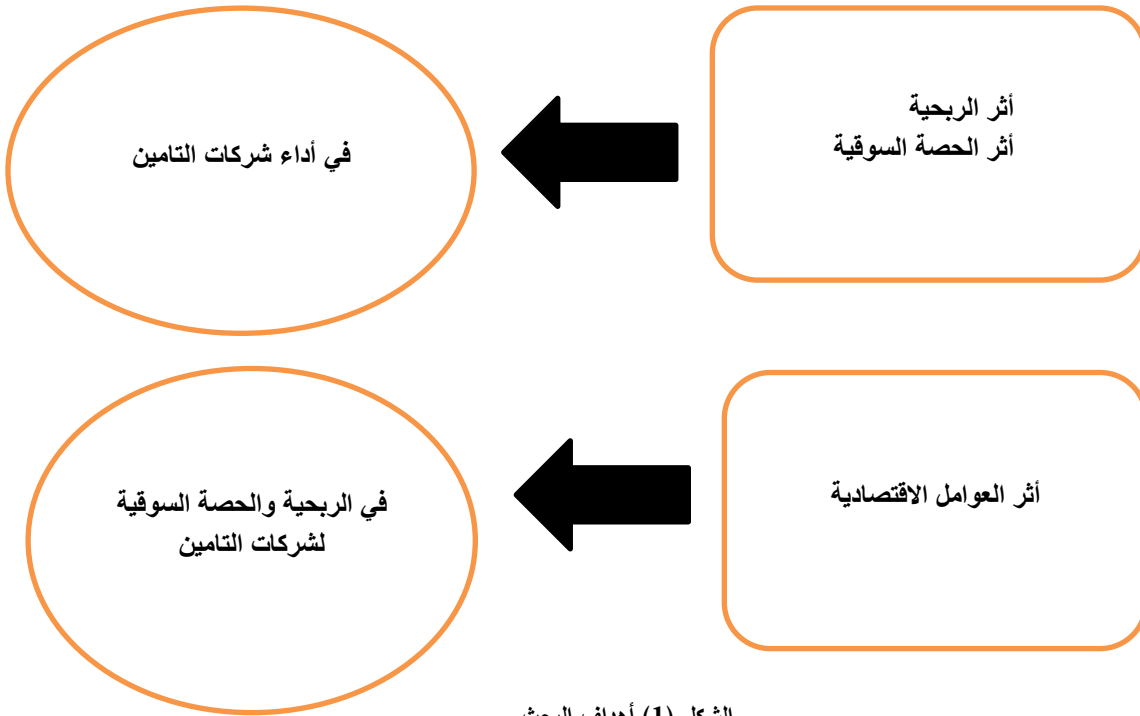 أثر الربحية
أثر الحصة السوقية
في أداء شركات التامين
أثر العوامل الاقتصادية
في الربحية والحصة السوقية
لشركات التامين
الشكل (1) أهداف البحث